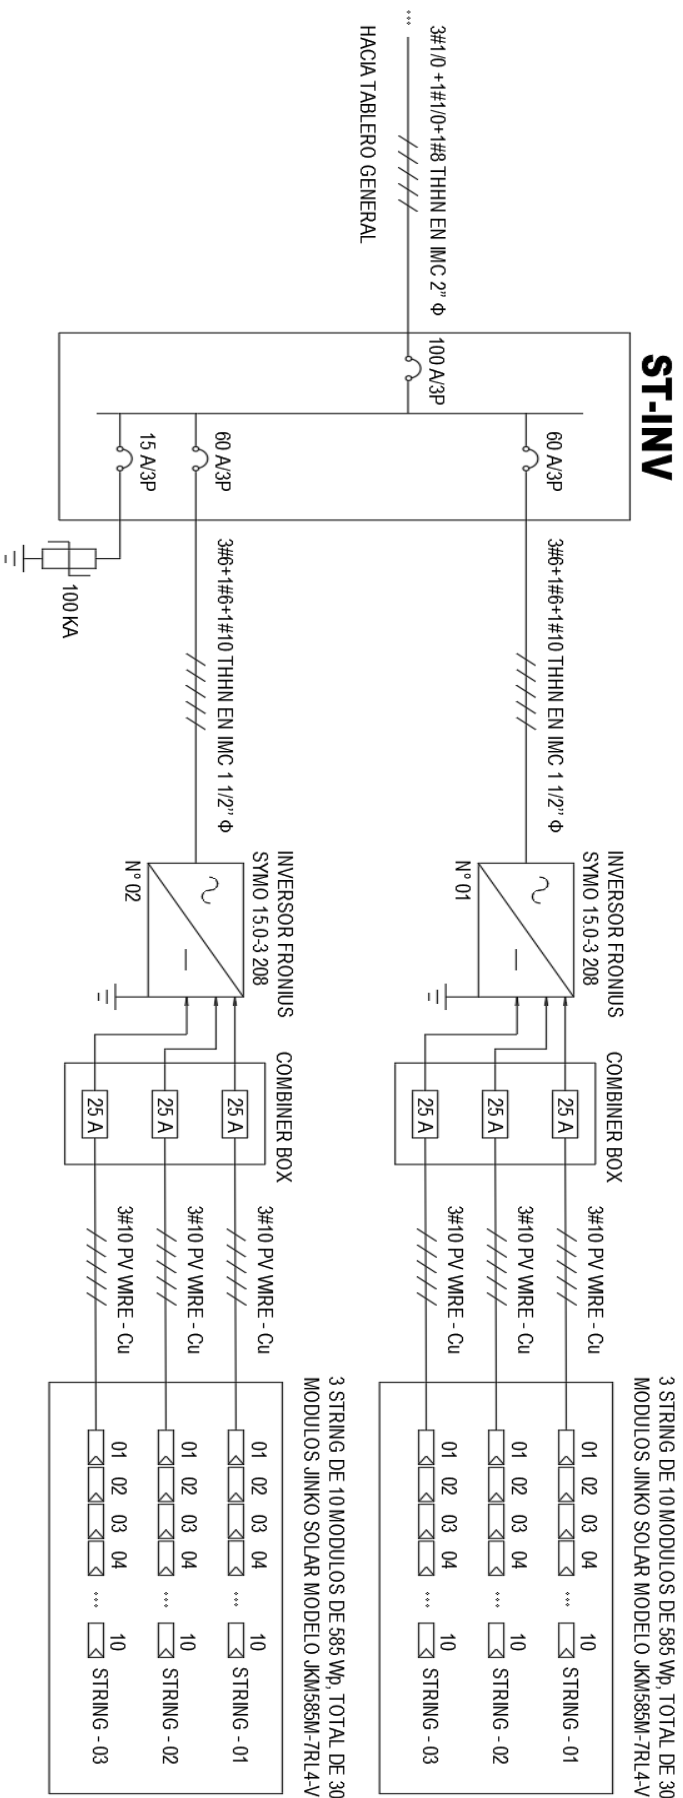 ST-INV
...
3#1/0 +1#1/0+1#8 THHN EN IMC 2" Φ
HACIA TABLERO GENERAL
100 A/3P
60 A/3P
60 A/3P
15 A/3P
100 KA
3#6+1#6+1#10 THHN EN IMC 1 1/2" Φ
INVERSOR FRONIUS
SYMO 15.0-3 208
N° 01
COMBINER BOX
25 A
25 A
25 A
3#10 PV WIRE - Cu
3#10 PV WIRE - Cu
3#10 PV WIRE - Cu
3 STRING DE 10 MODULOS DE 585 Wp, TOTAL DE 30
MODULOS JINKO SOLAR MODELO JKM585M-7RL4-V
01 02 03 04 ... 10 STRING - 01
01 02 03 04 ... 10 STRING - 02
01 02 03 04 ... 10 STRING - 03
3#6+1#6+1#10 THHN EN IMC 1 1/2" Φ
INVERSOR FRONIUS
SYMO 15.0-3 208
N° 02
COMBINER BOX
25 A
25 A
25 A
3#10 PV WIRE - Cu
3#10 PV WIRE - Cu
3#10 PV WIRE - Cu
3 STRING DE 10 MODULOS DE 585 Wp, TOTAL DE 30
MODULOS JINKO SOLAR MODELO JKM585M-7RL4-V
01 02 03 04 ... 10 STRING - 01
01 02 03 04 ... 10 STRING - 02
01 02 03 04 ... 10 STRING - 03